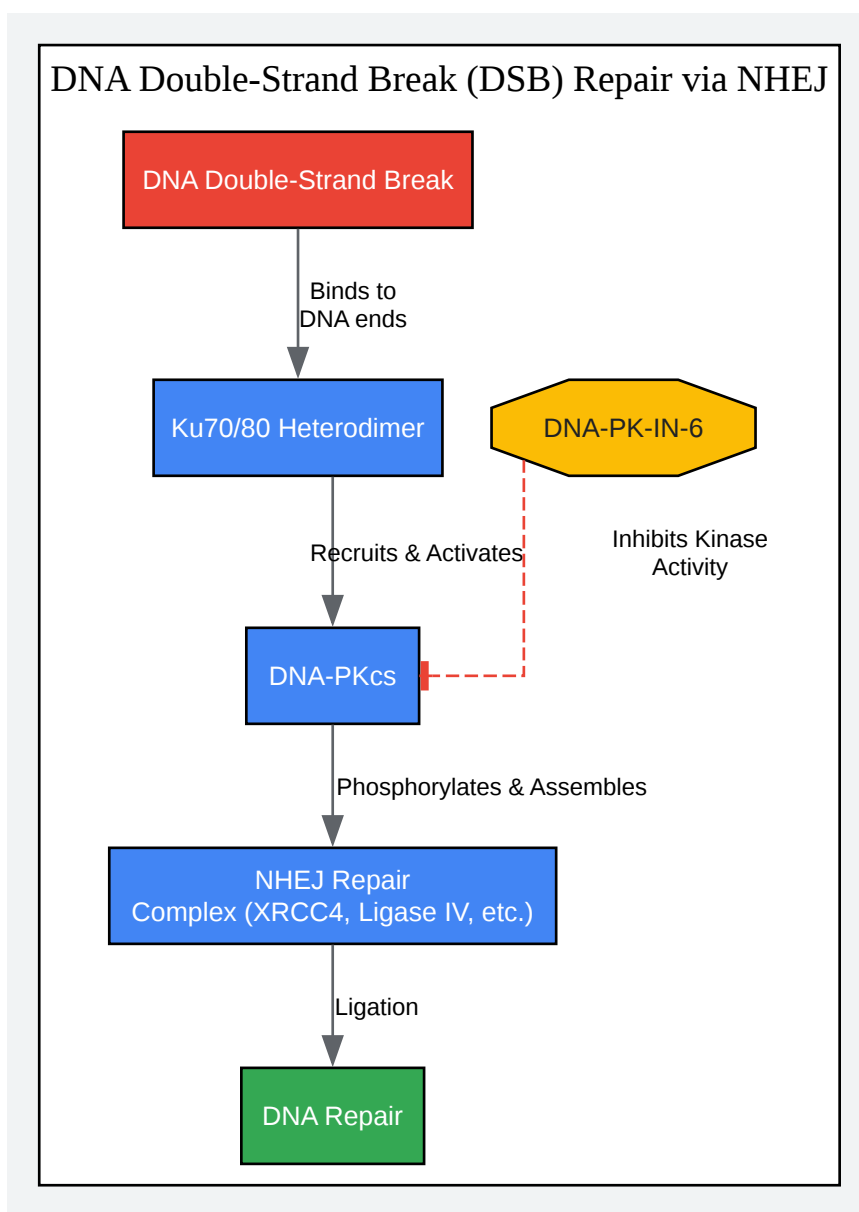 DNA Double-Strand Break (DSB) Repair via NHEJ
DNA Double-Strand Break
Binds to
DNA ends
Ku70/80 Heterodimer
DNA-PK-IN-6
Recruits & Activates
Inhibits Kinase
Activity
DNA-PKcs
Phosphorylates & Assembles
NHEJ Repair
Complex (XRCC4, Ligase IV, etc.)
Ligation
DNA Repair